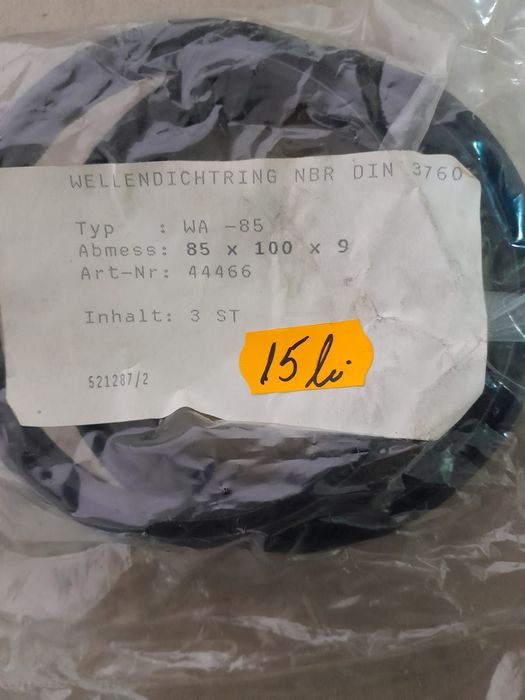 WELLENDICHTRING NBR DIN 3760
Typ : WA -85
Abmess: 85 x 100 x 9
Art-Nr: 44466
Inhalt: 3 ST
15 lei
521287/2